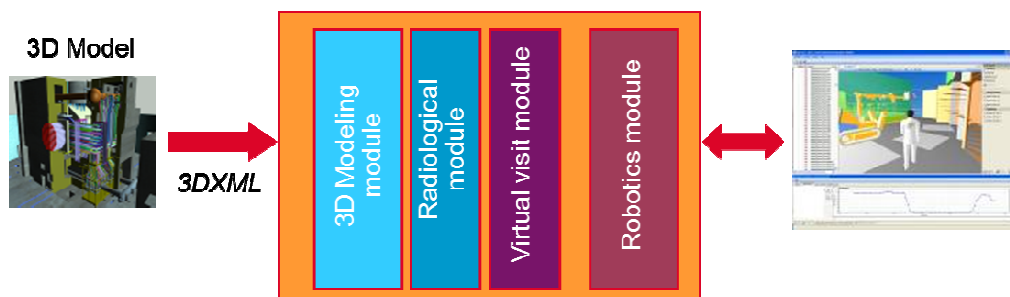 3D Model
3DXML
3D Modeling
module
Radiological
module
Virtual visit module
Robotics module